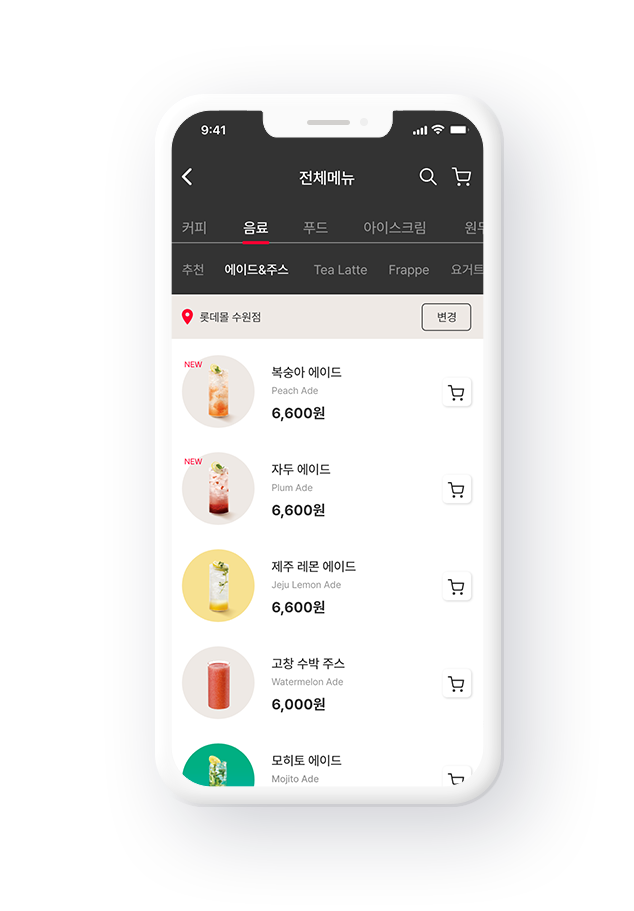 9:41
전체메뉴
커피 음료 푸드 아이스크림 원두
추천 에이드&주스 Tea Latte Frappe 요거트
롯데몰 수원점 변경
NEW
복숭아 에이드
Peach Ade
6,600원
NEW
자두 에이드
Plum Ade
6,600원
제주 레몬 에이드
Jeju Lemon Ade
6,600원
고창 수박 주스
Watermelon Ade
6,000원
모히토 에이드
Mojito Ade